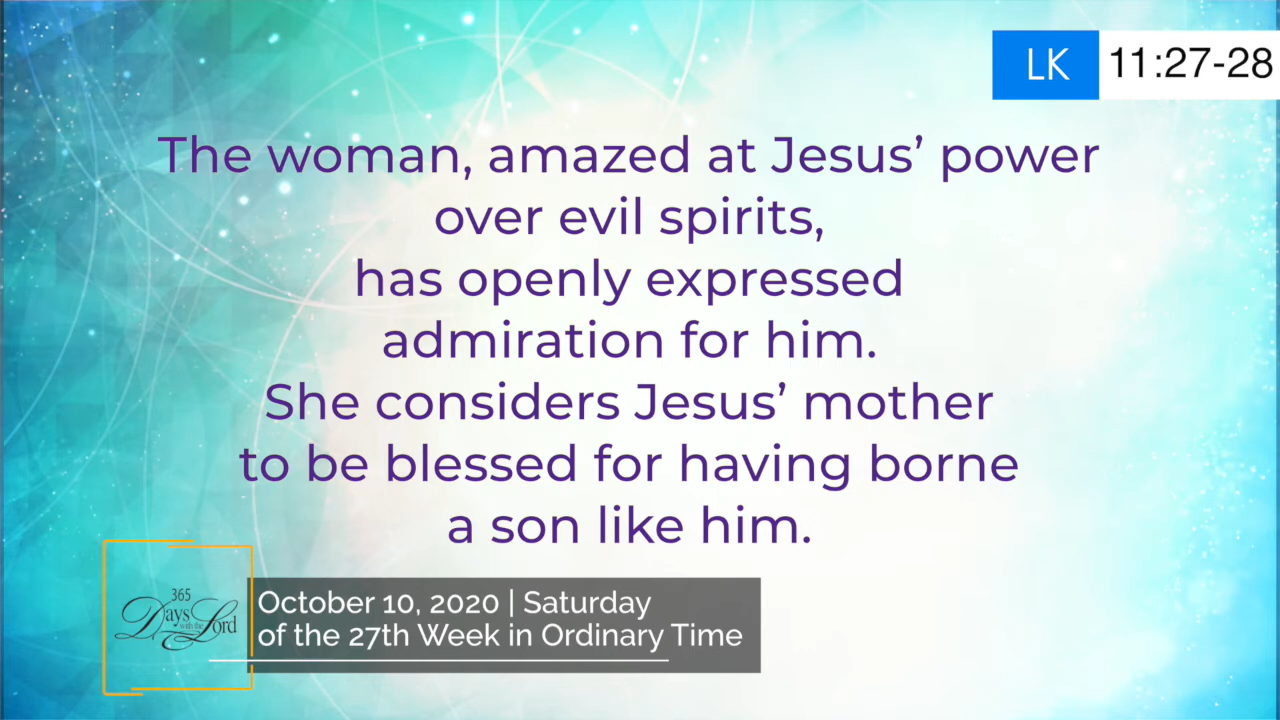 LK 11:27-28
The woman, amazed at Jesus’ power
over evil spirits,
has openly expressed
admiration for him.
She considers Jesus’ mother
to be blessed for having borne
a son like him.
365
Days with the Lord
October 10, 2020 | Saturday
of the 27th Week in Ordinary Time